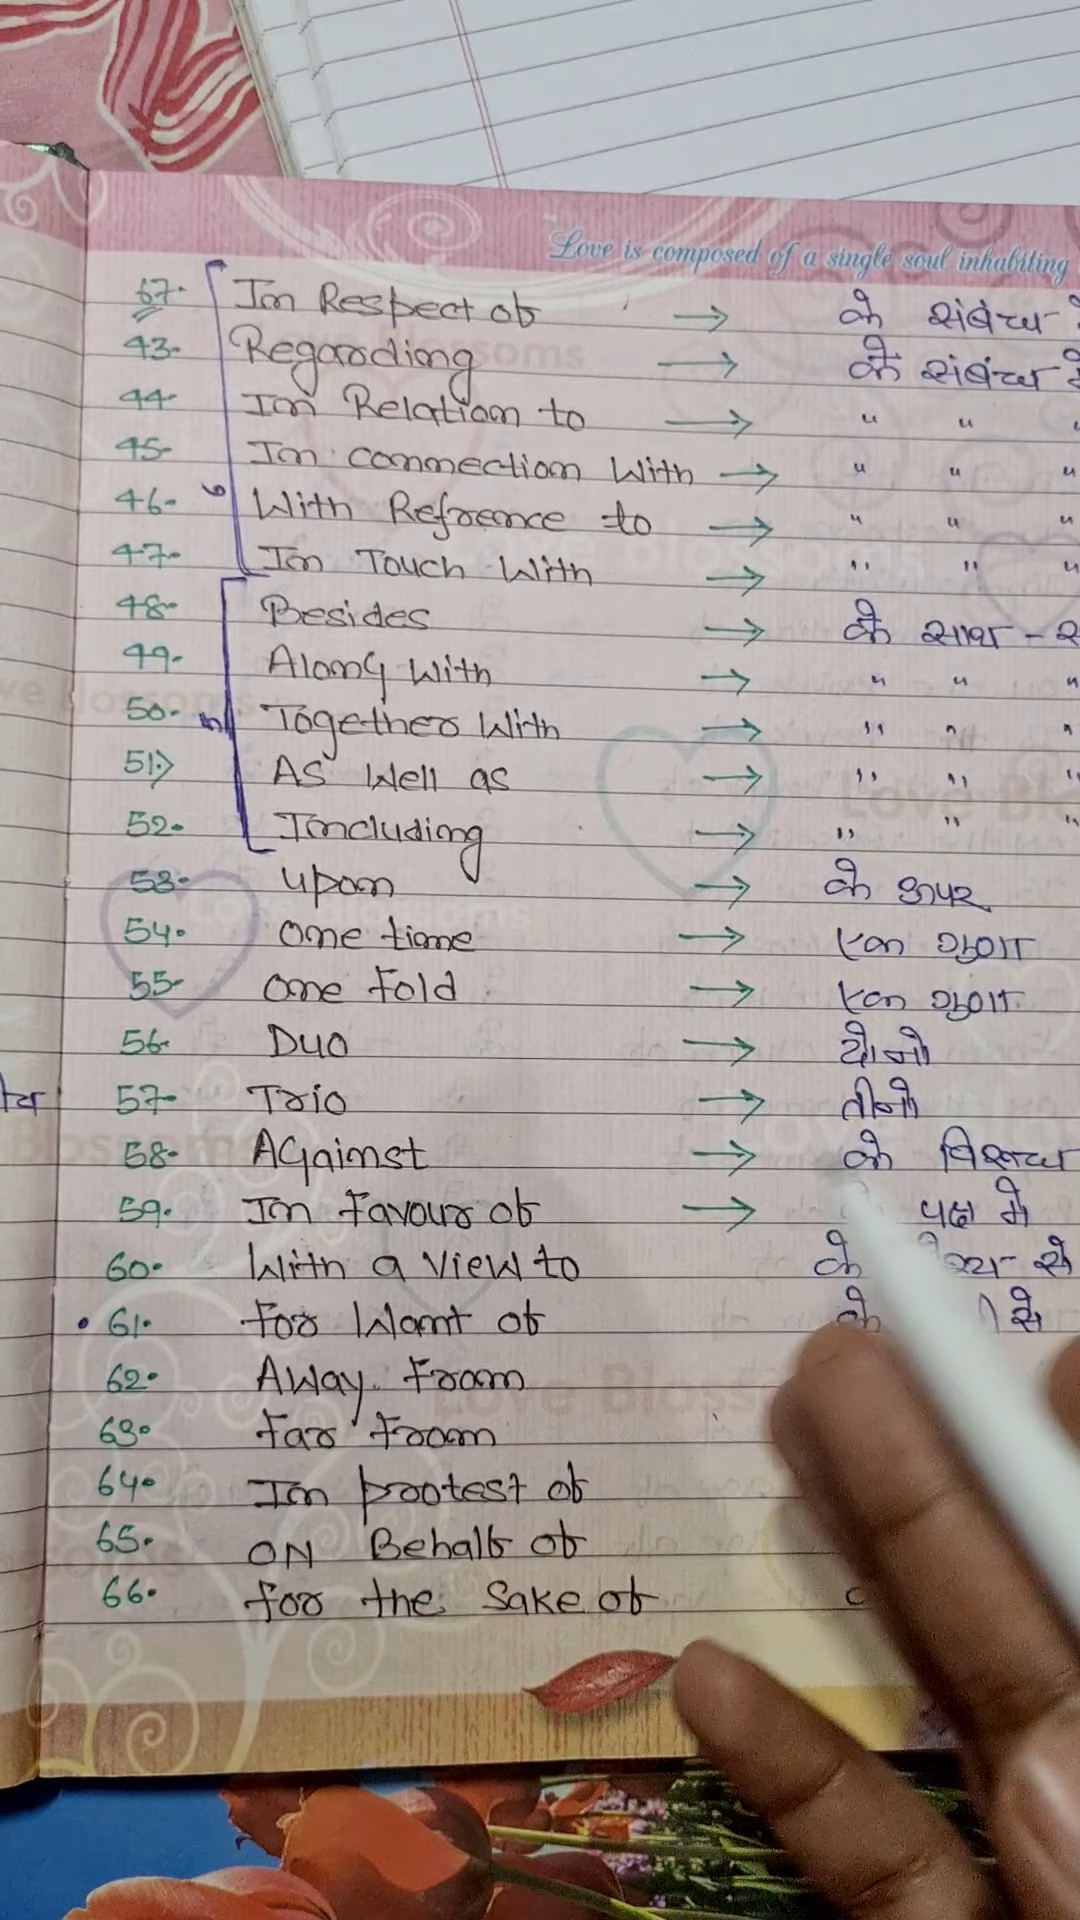 Love is composed of a single soul inhabiting
67. In Respect of → के संबंध
43. Regarding → के संबंध
44. In Relation to → " " "
45. In connection With → " " "
46. With Refrence to → " " "
47. In Touch With → " " "
48. Besides → के साथ -
49. Along With → " " "
50. Together With → " " "
51. As Well as → " " "
52. Including → " " "
53. Upon → के ऊपर
54. One time → एक गुणा
55. One fold → एक गुणा
56. Duo → दोनो
57. Trio → तीनो
58. Against → के विरूध
59. In favour of → पक्ष मे
60. With a View to के से
61. for Want of के से
62. Away from
63. far from
64. In protest of
65. ON Behalf of
66. for the Sake of